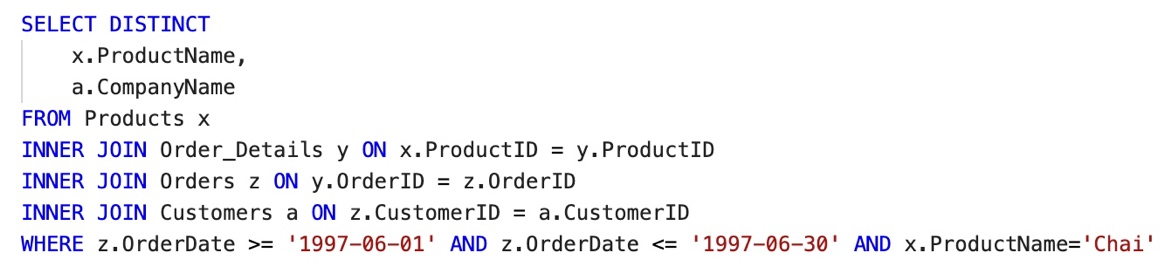 SELECT DISTINCT
    x.ProductName,
    a.CompanyName
FROM Products x
INNER JOIN Order_Details y ON x.ProductID = y.ProductID
INNER JOIN Orders z ON y.OrderID = z.OrderID
INNER JOIN Customers a ON z.CustomerID = a.CustomerID
WHERE z.OrderDate >= '1997-06-01' AND z.OrderDate <= '1997-06-30' AND x.ProductName='Chai'